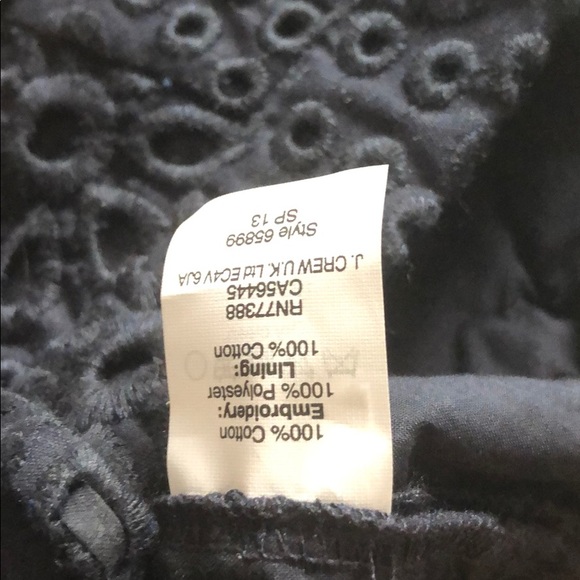 100% Cotton
Embroidery:
100% Polyester
Lining:
100% Cotton
RN77388
CA56445
J. CREW U.K. Ltd EC4V 6JA
Style 65899
SP 13